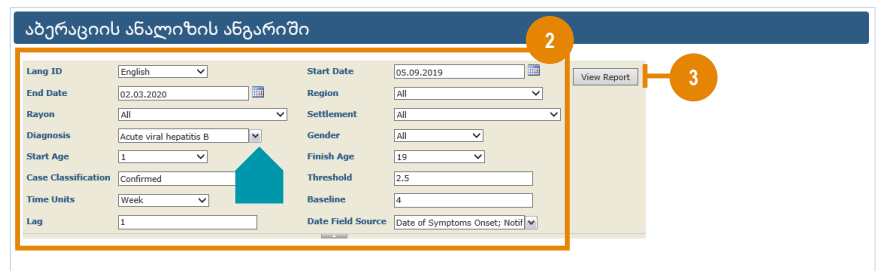 აბერაციის ანალიზის ანგარიში
2
Lang ID English Start Date 05.09.2019 View Report 3
End Date 02.03.2020 Region All
Rayon All Settlement All
Diagnosis Acute viral hepatitis B Gender All
Start Age 1 Finish Age 19
Case Classification Confirmed Threshold 2.5
Time Units Week Baseline 4
Lag 1 Date Field Source Date of Symptoms Onset; Notif